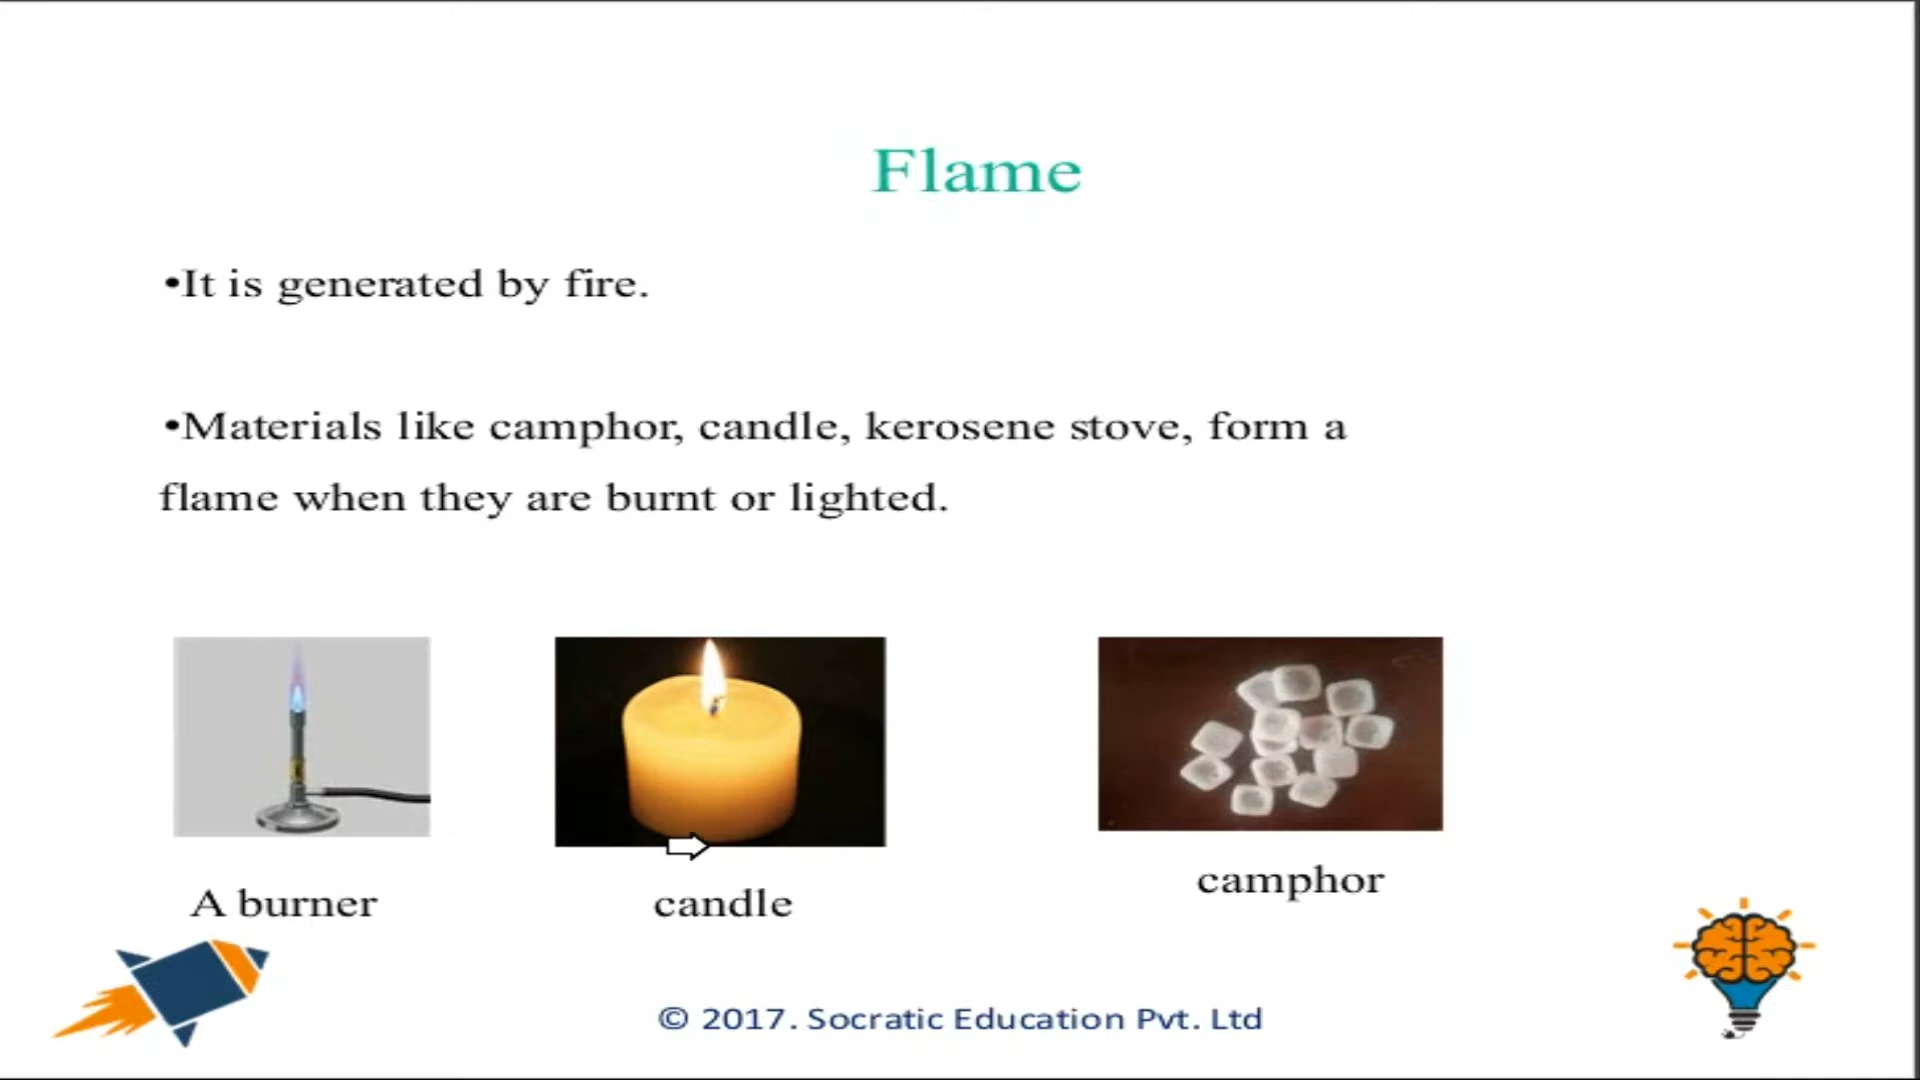 Flame
•It is generated by fire.
•Materials like camphor, candle, kerosene stove, form a
flame when they are burnt or lighted.
A burner
candle
camphor
© 2017. Socratic Education Pvt. Ltd